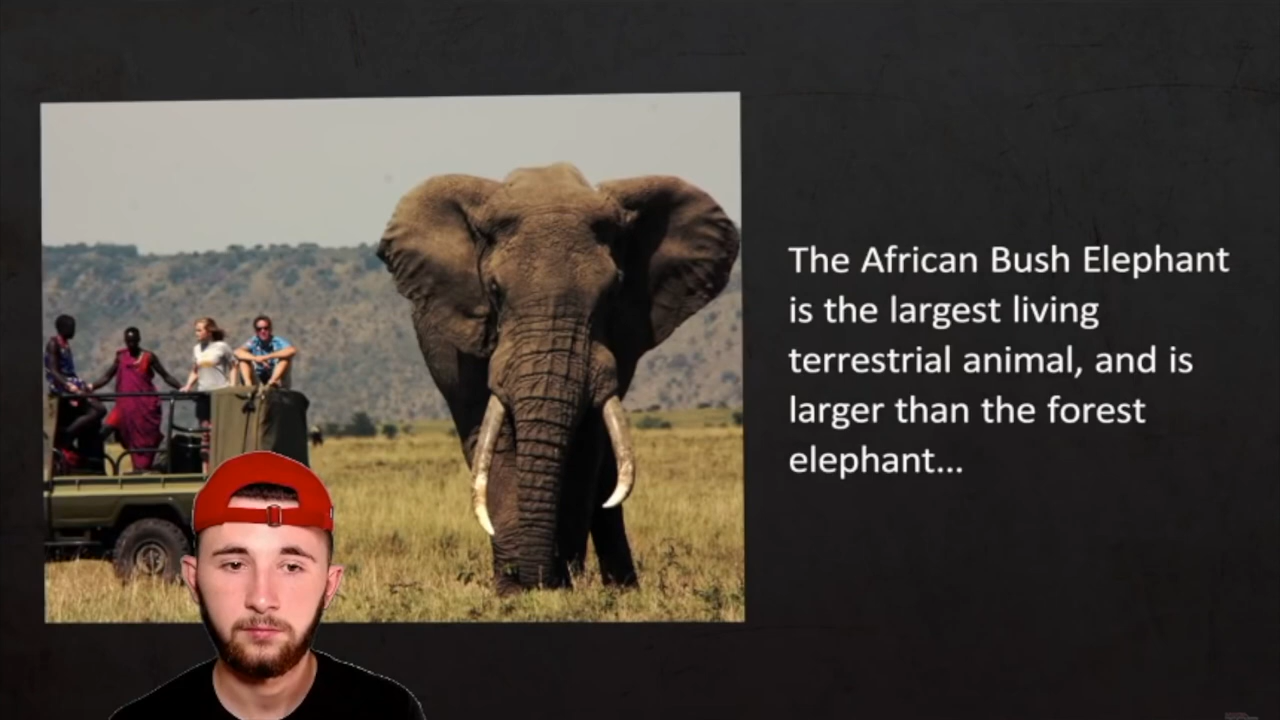 The African Bush Elephant
is the largest living
terrestrial animal, and is
larger than the forest
elephant...